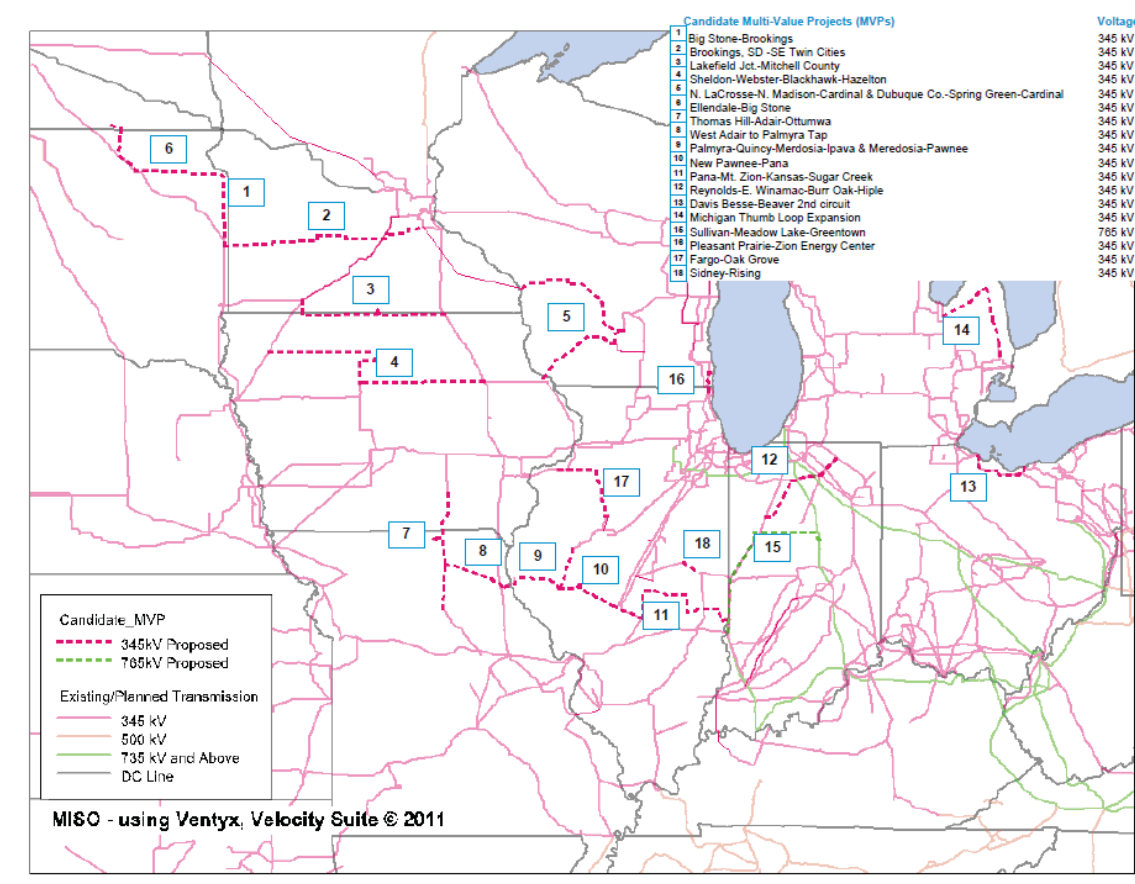 Candidate Multi-Value Projects (MVPs) Voltage
1 Big Stone-Brookings 345 kV
2 Brookings, SD -SE Twin Cities 345 kV
3 Lakefield Jct.-Mitchell County 345 kV
4 Sheldon-Webster-Blackhawk-Hazelton 345 kV
5 N. LaCrosse-N. Madison-Cardinal & Dubuque Co.-Spring Green-Cardinal 345 kV
6 Ellendale-Big Stone 345 kV
7 Thomas Hill-Adair-Ottumwa 345 kV
8 West Adair to Palmyra Tap 345 kV
9 Palmyra-Quincy-Merdosia-Ipava & Meredosia-Pawnee 345 kV
10 New Pawnee-Pana 345 kV
11 Pana-Mt. Zion-Kansas-Sugar Creek 345 kV
12 Reynolds-E. Winamac-Burr Oak-Hiple 345 kV
13 Davis Besse-Beaver 2nd circuit 345 kV
14 Michigan Thumb Loop Expansion 345 kV
15 Sullivan-Meadow Lake-Greentown 765 kV
16 Pleasant Prairie-Zion Energy Center 345 kV
17 Fargo-Oak Grove 345 kV
18 Sidney-Rising 345 kV
6
1
2
3
5
14
4
16
12
17
13
7
8
9
18
15
10
11
Candidate_MVP
345kV Proposed
765kV Proposed
Existing/Planned Transmission
345 kV
500 kV
735 kV and Above
DC Line
MISO - using Ventyx, Velocity Suite © 2011